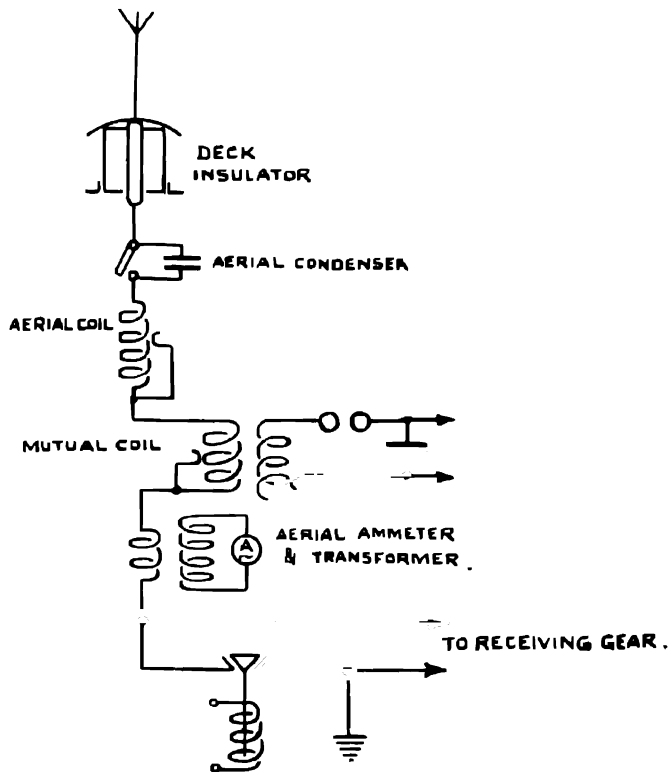 DECK
INSULATOR
AERIAL CONDENSER
AERIAL COIL
MUTUAL COIL
AERIAL AMMETER
& TRANSFORMER.
A
TO RECEIVING GEAR.